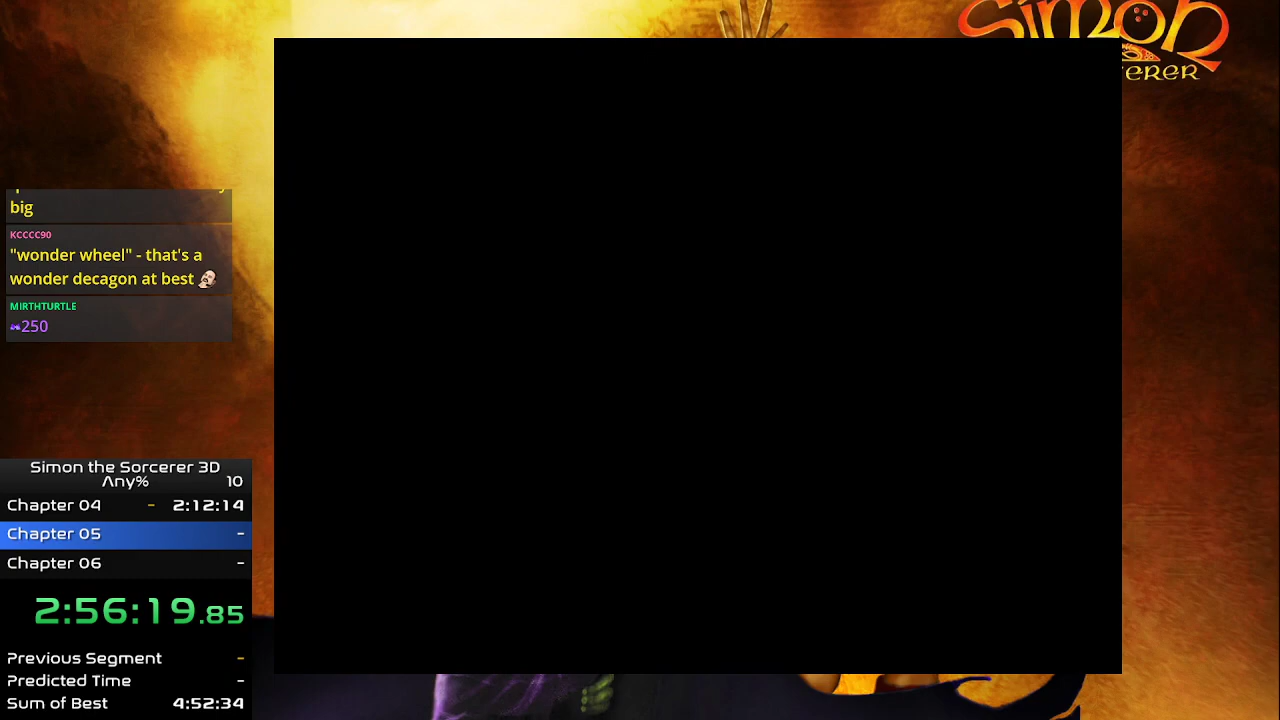 Simon
erer
big
KCCCC90
"wonder wheel" - that's a
wonder decagon at best
MIRTHTURTLE
250
Simon the Sorcerer 3D
Any% 10
Chapter 04 - 2:12:14
Chapter 05 -
Chapter 06 -
2:56:19.85
Previous Segment -
Predicted Time -
Sum of Best 4:52:34